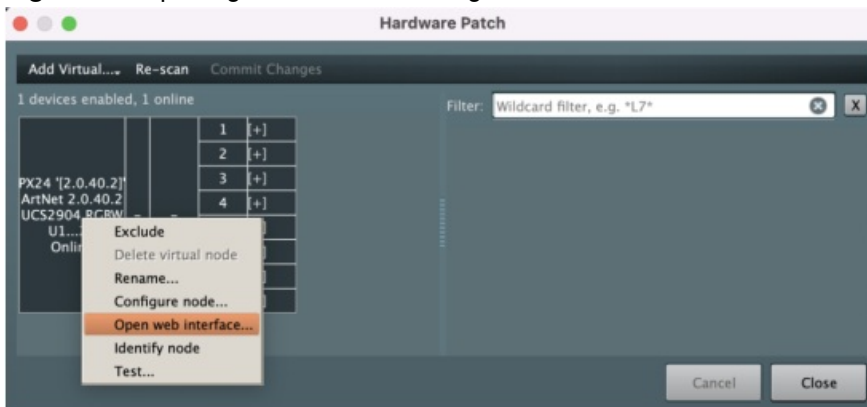 Hardware Patch
Add Virtual... Re-scan Commit Changes
1 devices enabled, 1 online
Filter: Wildcard filter, e.g. *L7* X
1 [+]
2 [+]
3 [+]
4 [+]
PX24 '[2.0.40.2]'
ArtNet 2.0.40.2
UCS2904 RGBW - -
U1...
Onlin
Exclude
Delete virtual node
Rename...
Configure node...
Open web interface...
Identify node
Test...
Cancel Close